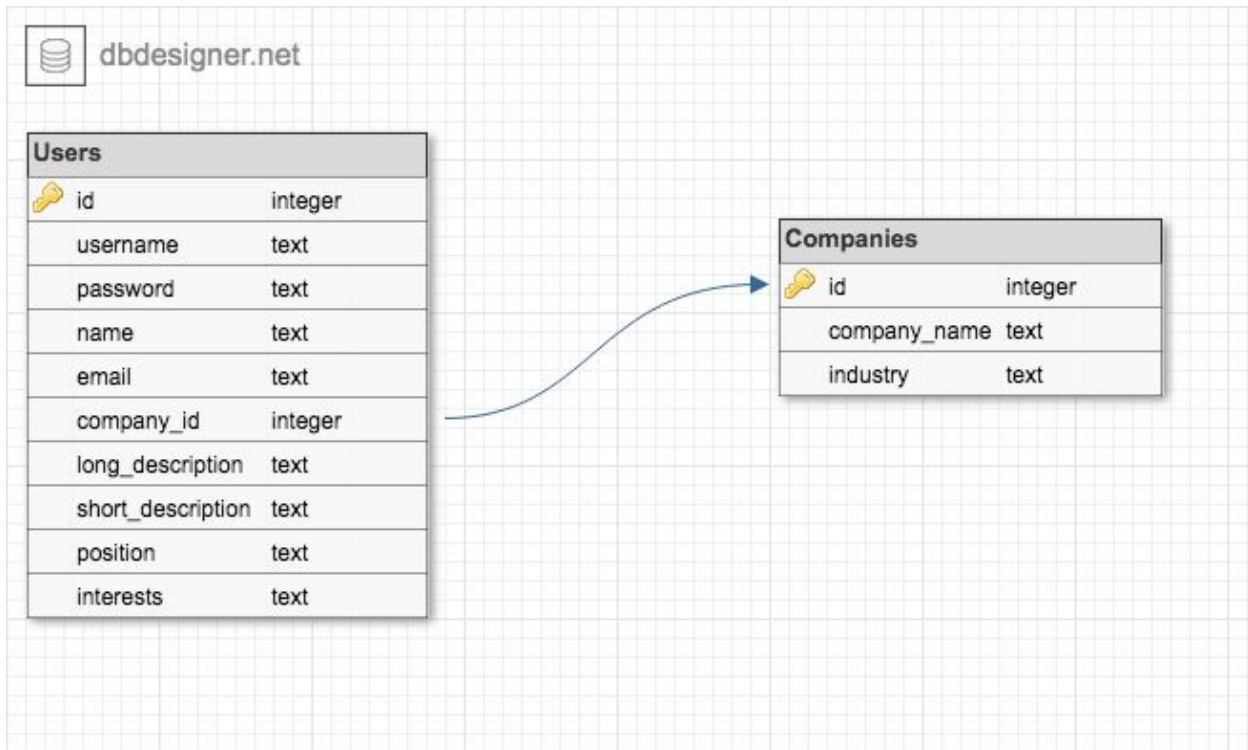 dbdesigner.net
Users
id integer
username text
password text
name text
email text
company_id integer
long_description text
short_description text
position text
interests text
Companies
id integer
company_name text
industry text